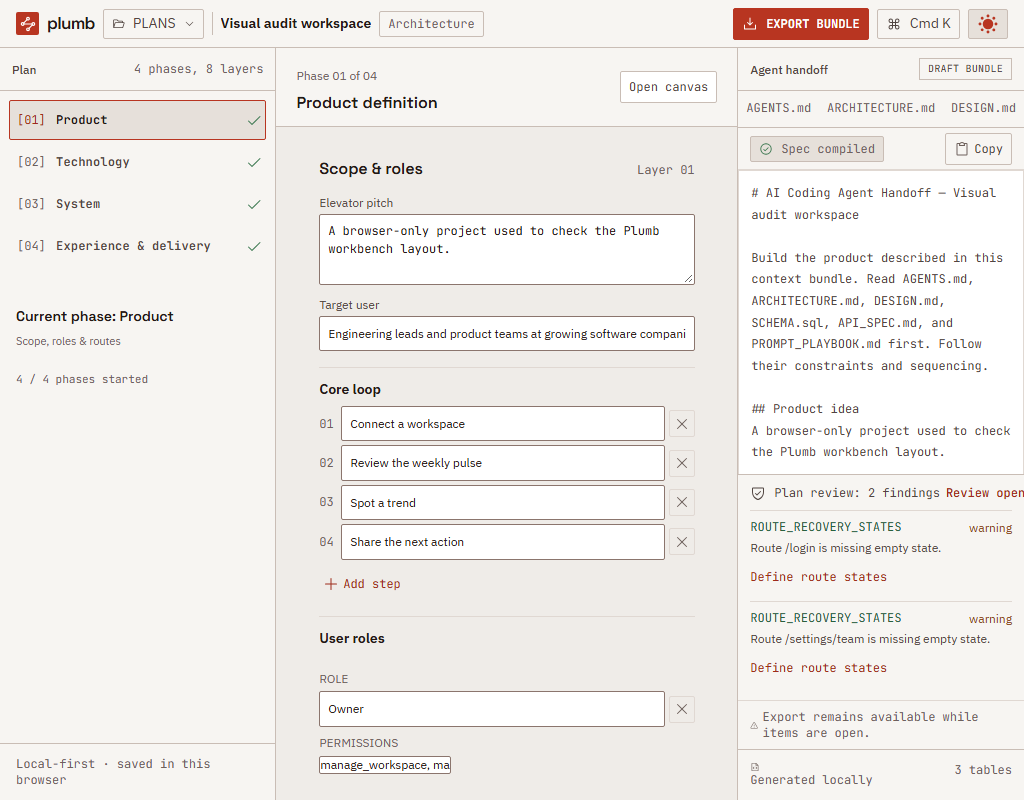 plumb
PLANS
Visual audit workspace
Architecture
EXPORT BUNDLE
⌘ Cmd K
Plan
4 phases, 8 layers
[01] Product
[02] Technology
[03] System
[04] Experience & delivery
Current phase: Product
Scope, roles & routes
4 / 4 phases started
Local-first · saved in this
browser
Phase 01 of 04
Product definition
Open canvas
Scope & roles
Layer 01
Elevator pitch
A browser-only project used to check the Plumb
workbench layout.
Target user
Engineering leads and product teams at growing software compani
Core loop
01 Connect a workspace
02 Review the weekly pulse
03 Spot a trend
04 Share the next action
Add step
User roles
ROLE
Owner
PERMISSIONS
manage_workspace, ma
Agent handoff
DRAFT BUNDLE
AGENTS.md ARCHITECTURE.md DESIGN.md
Spec compiled
Copy
# AI Coding Agent Handoff — Visual
audit workspace
Build the product described in this
context bundle. Read AGENTS.md,
ARCHITECTURE.md, DESIGN.md,
SCHEMA.sql, API_SPEC.md, and
PROMPT_PLAYBOOK.md first. Follow
their constraints and sequencing.
## Product idea
A browser-only project used to check
the Plumb workbench layout.
Plan review: 2 findings Review open
ROUTE_RECOVERY_STATES warning
Route /login is missing empty state.
Define route states
ROUTE_RECOVERY_STATES warning
Route /settings/team is missing empty state.
Define route states
Export remains available while
items are open.
Generated locally
3 tables